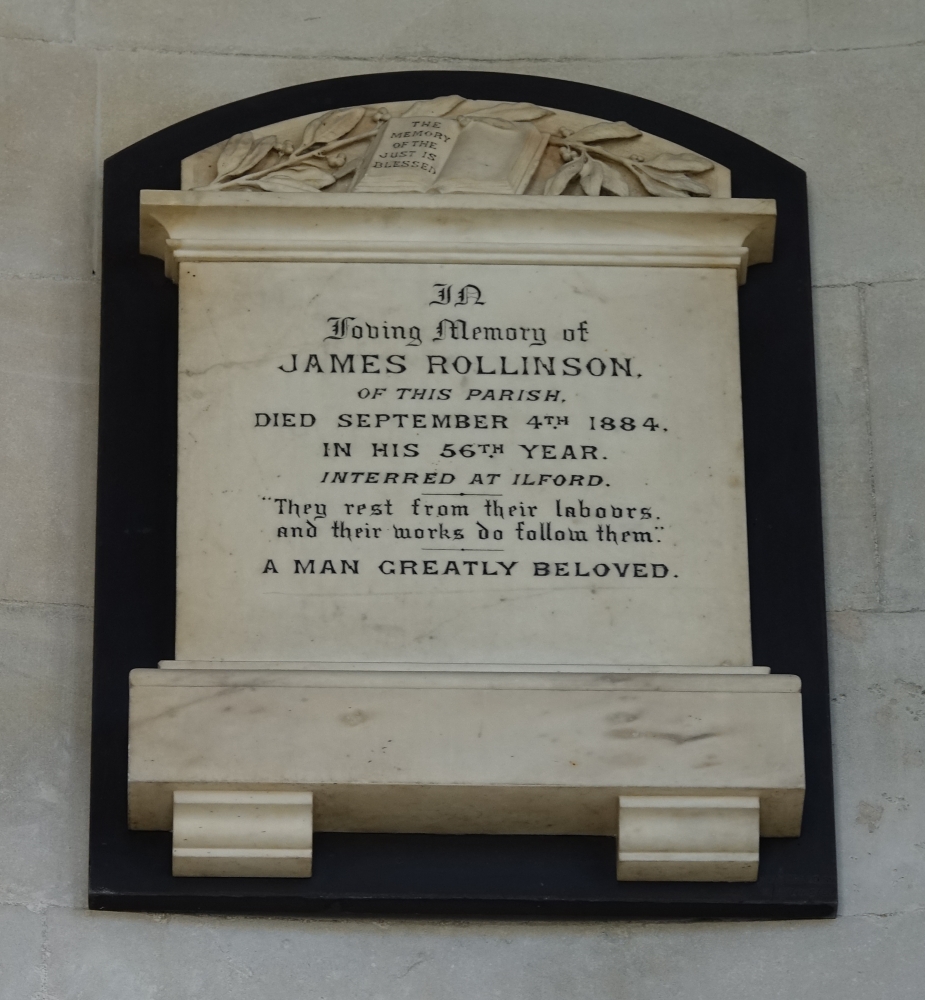 THE
MEMORY
OF THE
JUST IS
BLESSED
IN
Loving Memory of
JAMES ROLLINSON,
OF THIS PARISH,
DIED SEPTEMBER 4TH 1884,
IN HIS 56TH YEAR.
INTERRED AT ILFORD.
"They rest from their labours.
and their works do follow them."
A MAN GREATLY BELOVED.